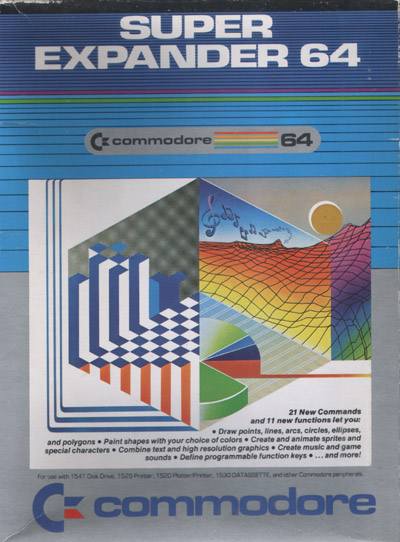 SUPER
EXPANDER 64
commodore 64
21 New Commands
and 11 new functions let you:
• Draw points, lines, arcs, circles, ellipses,
and polygons • Paint shapes with your choice of colors • Create and animate sprites and
special characters • Combine text and high resolution graphics • Create music and game
sounds • Define programmable function keys • ... and more!
For use with 1541 Disk Drive, 1525 Printer, 1520 Plotter/Printer, 1530 DATASSETTE, and other Commodore peripherals.
commodore